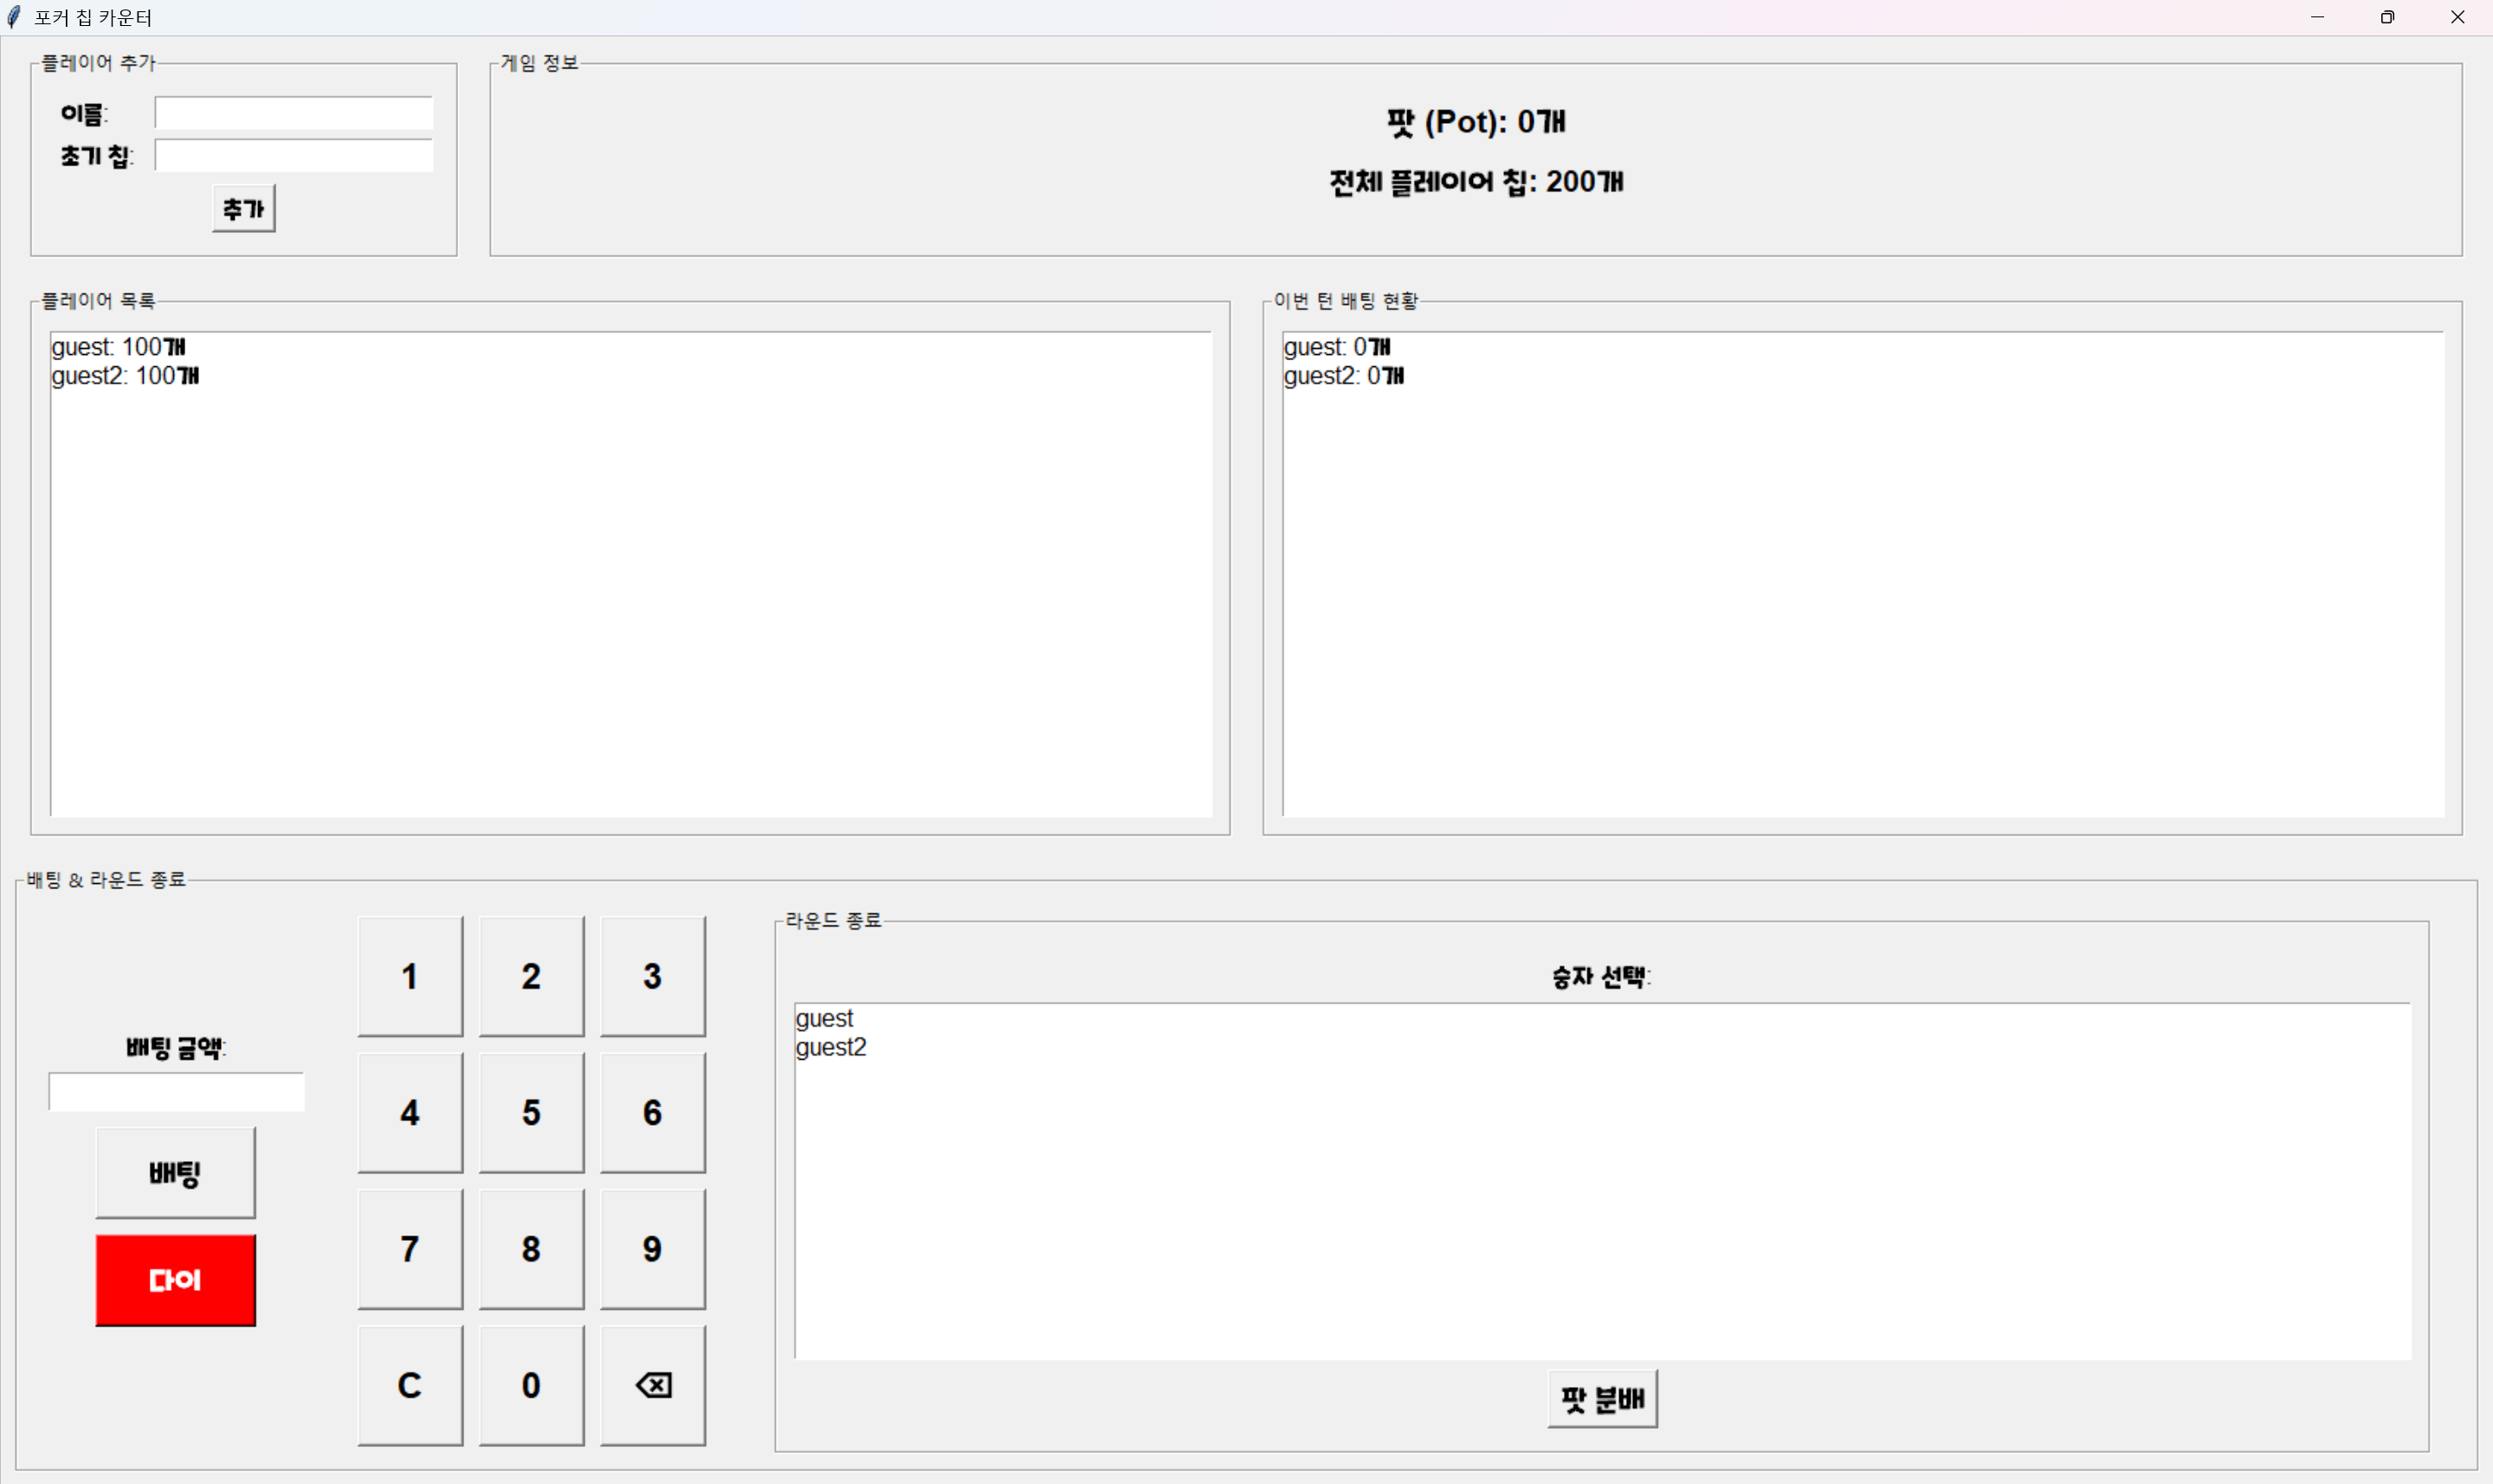 포커 칩 카운터
플레이어 추가
이름:
초기 칩:
추가
게임 정보
팟 (Pot): 0개
전체 플레이어 칩: 200개
플레이어 목록
guest: 100개
guest2: 100개
이번 턴 배팅 현황
guest: 0개
guest2: 0개
배팅 & 라운드 종료
배팅 금액:
배팅
다이
1 2 3
4 5 6
7 8 9
C 0 ⌫
라운드 종료
승자 선택:
guest
guest2
팟 분배